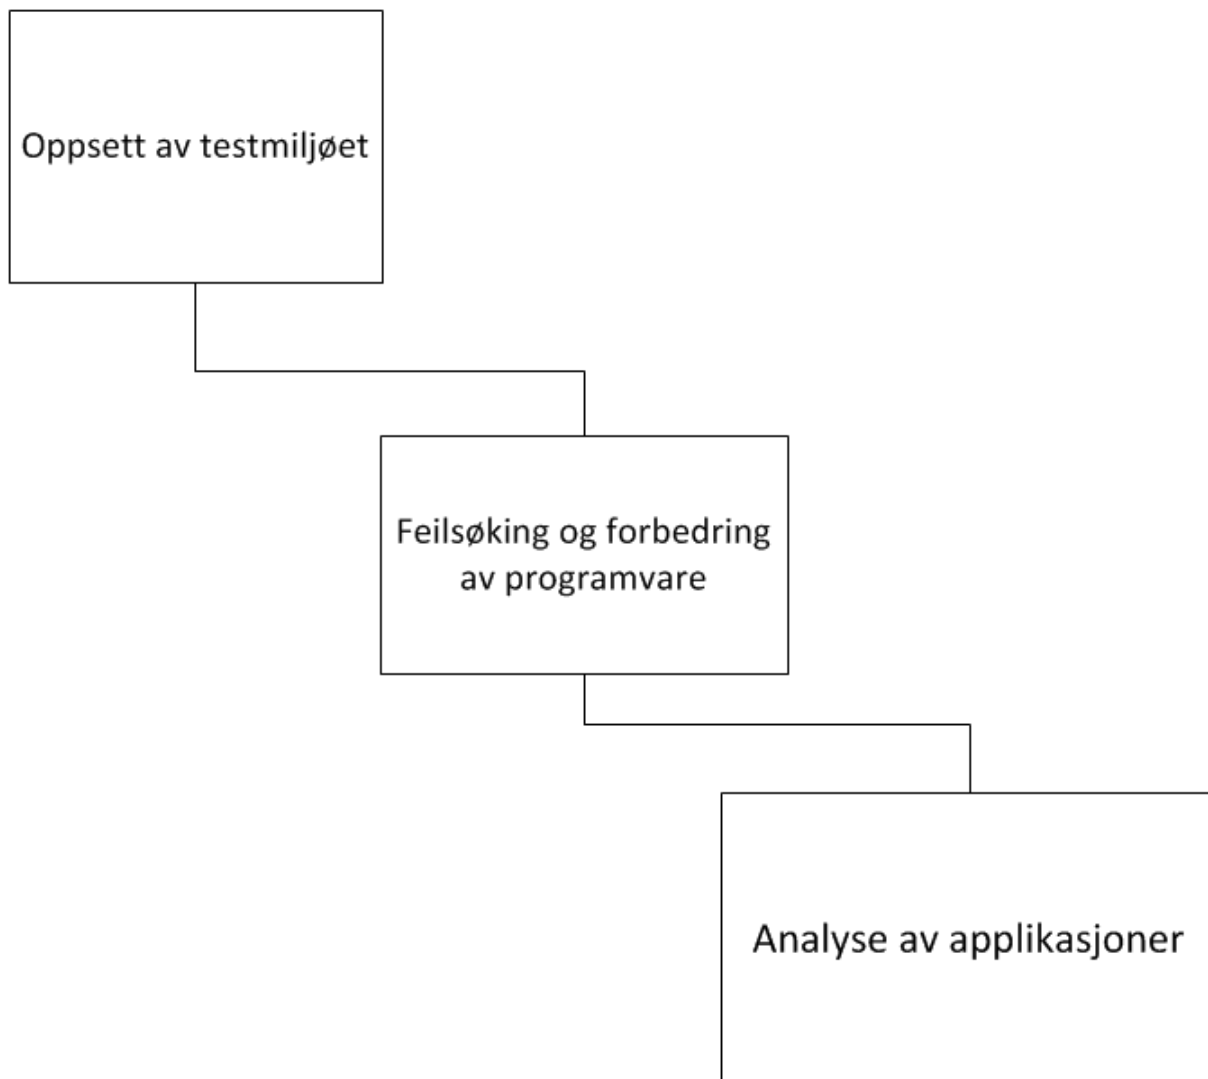 Oppsett av testmiljøet
Feilsøking og forbedring
av programvare
Analyse av applikasjoner